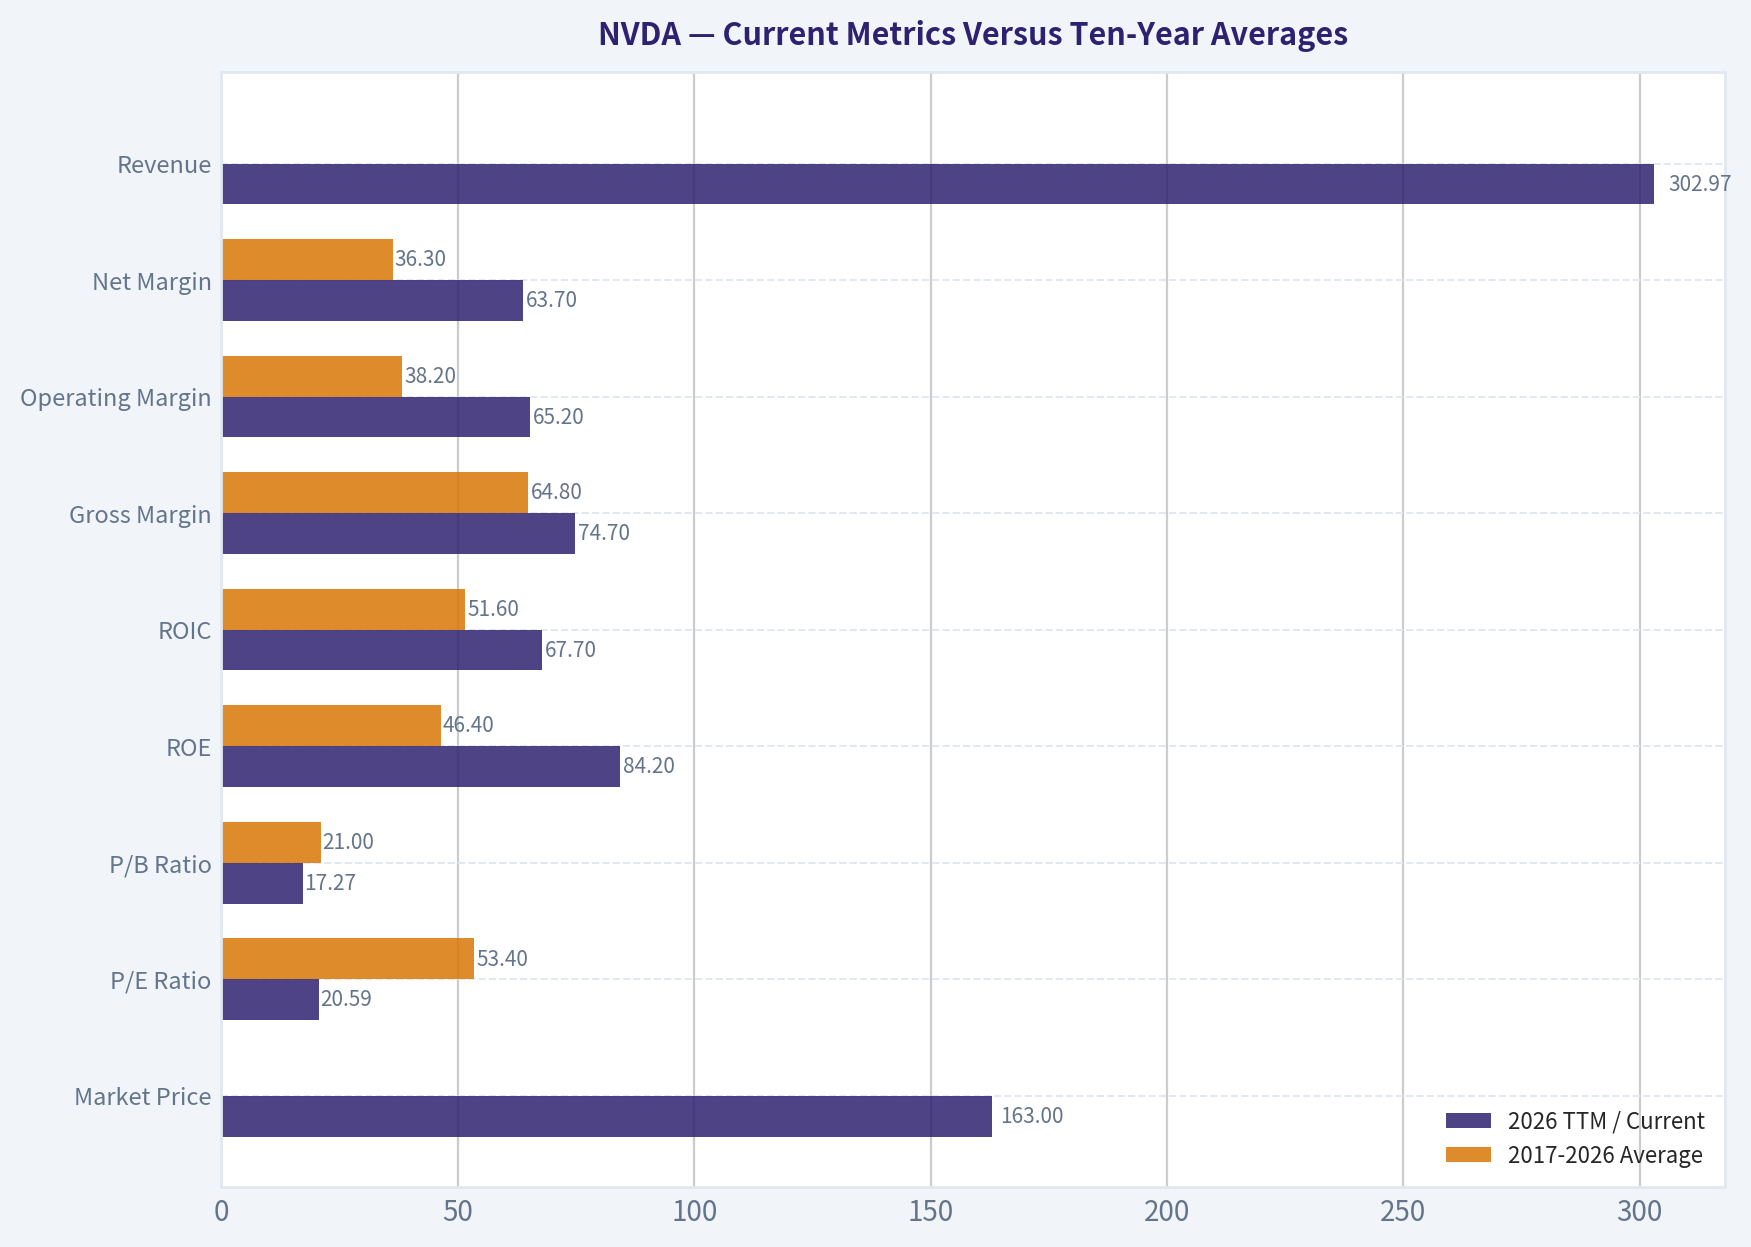 NVDA — Current Metrics Versus Ten-Year Averages
Revenue
302.97
Net Margin
36.30
63.70
Operating Margin
38.20
65.20
Gross Margin
64.80
74.70
ROIC
51.60
67.70
ROE
46.40
84.20
P/B Ratio
21.00
17.27
P/E Ratio
53.40
20.59
Market Price
163.00
2026 TTM / Current
2017-2026 Average
0 50 100 150 200 250 300